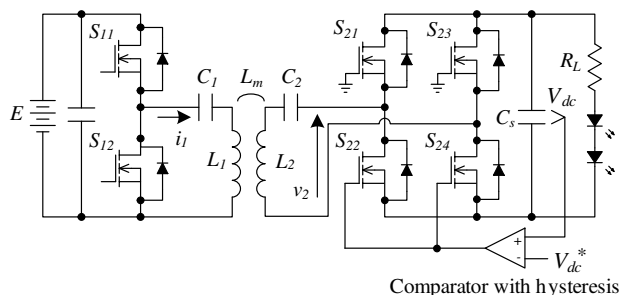 S11
S21
S23
C1
Lm
C2
RL
E
Vdc
Cs
i1
S12
S22
S24
L1
L2
v2
+
-
Vdc*
Comparator with hysteresis